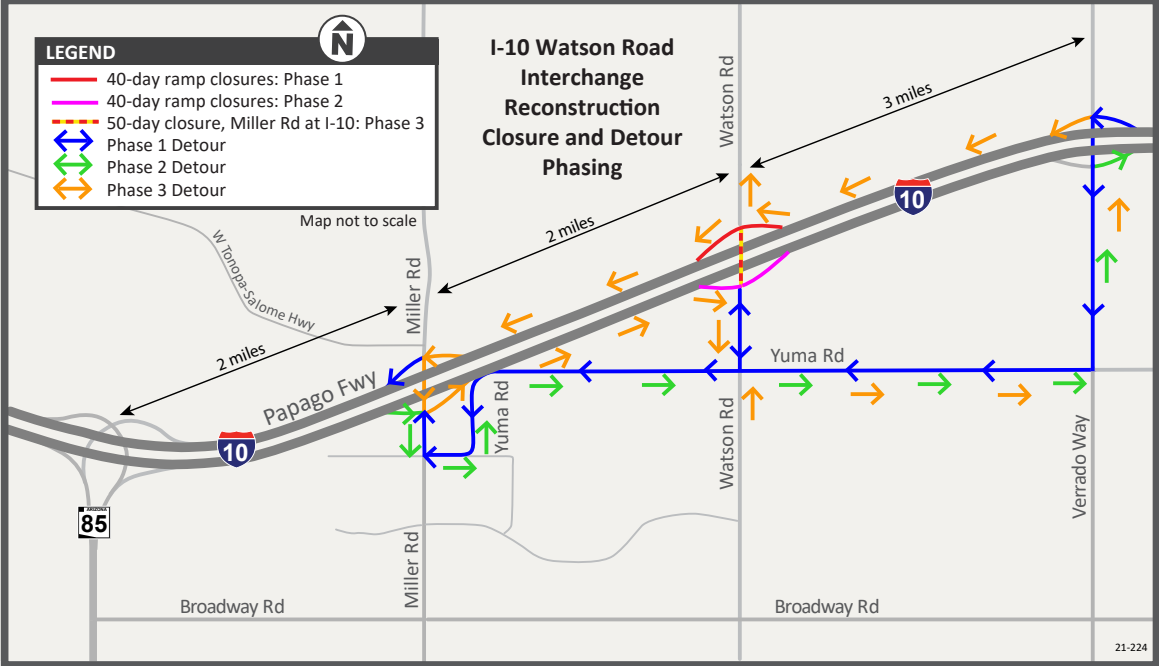 LEGEND
N
40-day ramp closures: Phase 1
40-day ramp closures: Phase 2
50-day closure, Miller Rd at I-10: Phase 3
Phase 1 Detour
Phase 2 Detour
Phase 3 Detour
Map not to scale
I-10 Watson Road
Interchange
Reconstruction
Closure and Detour
Phasing
Watson Rd
3 miles
10
2 miles
W Tonopa-Salome Hwy
Miller Rd
2 miles
Papago Fwy
Yuma Rd
Yuma Rd
10
Watson Rd
Verrado Way
ARIZONA
85
Miller Rd
Broadway Rd
Broadway Rd
21-224